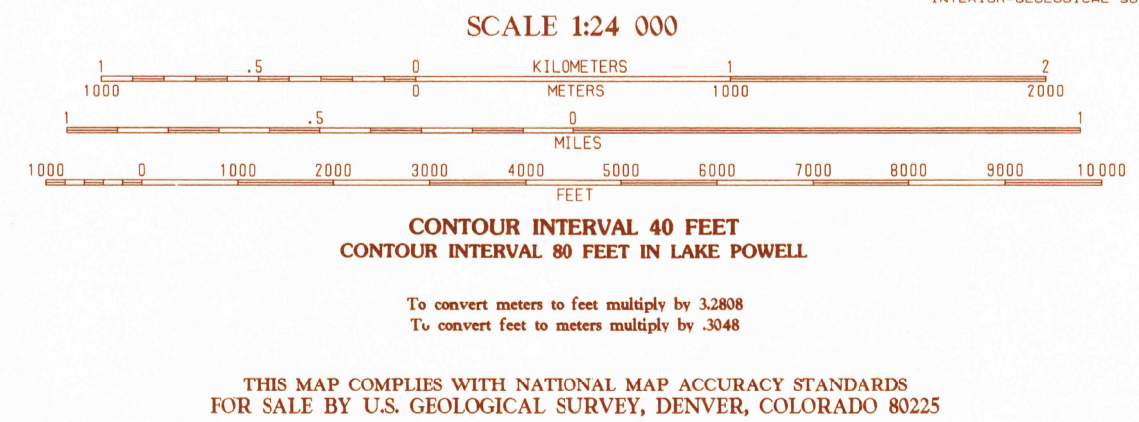 SCALE 1:24 000
1 .5 0 KILOMETERS 1 2
1000 0 METERS 1000 2000
1 .5 0 1
MILES
1000 0 1000 2000 3000 4000 5000 6000 7000 8000 9000 10 000
FEET
CONTOUR INTERVAL 40 FEET
CONTOUR INTERVAL 80 FEET IN LAKE POWELL
To convert meters to feet multiply by 3.2808
To convert feet to meters multiply by .3048
THIS MAP COMPLIES WITH NATIONAL MAP ACCURACY STANDARDS
FOR SALE BY U.S. GEOLOGICAL SURVEY, DENVER, COLORADO 80225